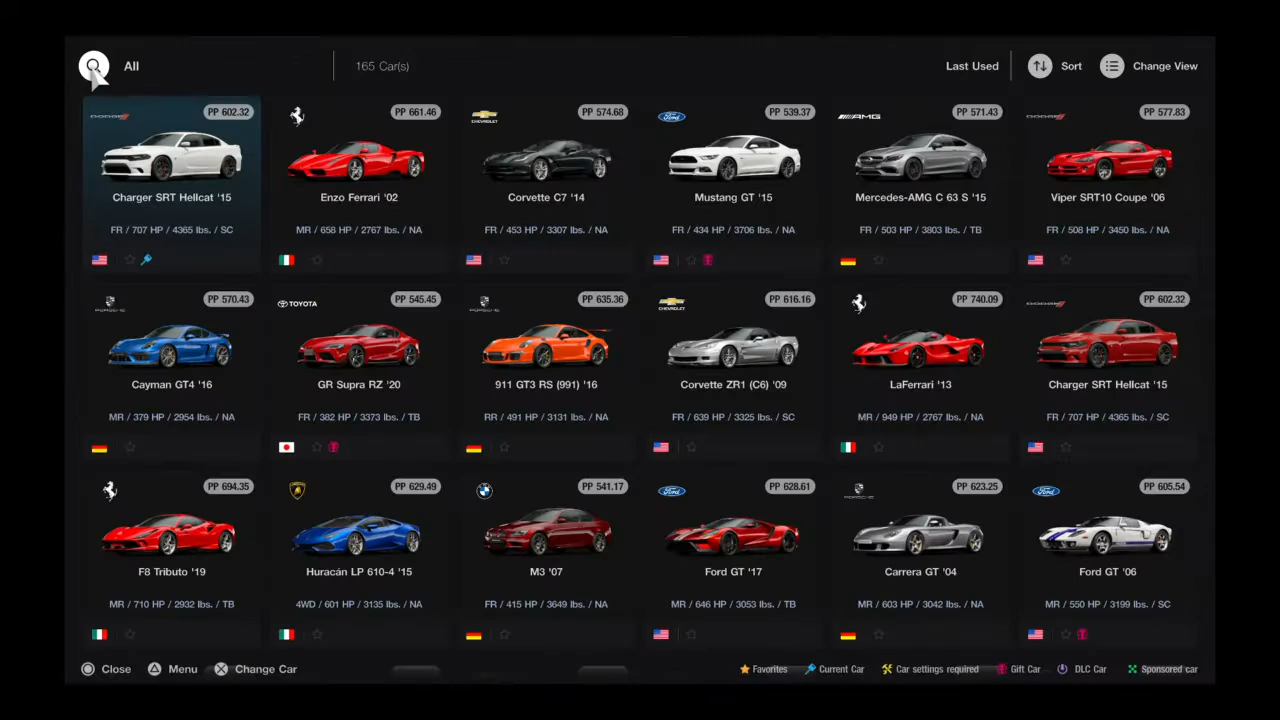 All
165 Car(s)
Last Used
Sort
Change View
DODGE PP 602.32
PP 661.46
CHEVROLET PP 574.68
Ford PP 539.37
AMG PP 571.43
DODGE PP 577.83
Charger SRT Hellcat '15
Enzo Ferrari '02
Corvette C7 '14
Mustang GT '15
Mercedes-AMG C 63 S '15
Viper SRT10 Coupe '06
FR / 707 HP / 4365 lbs. / SC
MR / 658 HP / 2767 lbs. / NA
FR / 453 HP / 3307 lbs. / NA
FR / 434 HP / 3706 lbs. / NA
FR / 503 HP / 3803 lbs. / TB
FR / 508 HP / 3450 lbs. / NA
PORSCHE PP 570.43
TOYOTA PP 545.45
PORSCHE PP 635.36
CHEVROLET PP 616.16
PP 740.09
DODGE PP 602.32
Cayman GT4 '16
GR Supra RZ '20
911 GT3 RS (991) '16
Corvette ZR1 (C6) '09
LaFerrari '13
Charger SRT Hellcat '15
MR / 379 HP / 2954 lbs. / NA
FR / 382 HP / 3373 lbs. / TB
RR / 491 HP / 3131 lbs. / NA
FR / 639 HP / 3325 lbs. / SC
MR / 949 HP / 2767 lbs. / NA
FR / 707 HP / 4365 lbs. / SC
PP 694.35
PP 629.49
PP 541.17
Ford PP 628.61
PORSCHE PP 623.25
Ford PP 605.54
F8 Tributo '19
Huracán LP 610-4 '15
M3 '07
Ford GT '17
Carrera GT '04
Ford GT '06
MR / 710 HP / 2932 lbs. / TB
4WD / 601 HP / 3135 lbs. / NA
FR / 415 HP / 3649 lbs. / NA
MR / 646 HP / 3053 lbs. / TB
MR / 603 HP / 3042 lbs. / NA
MR / 550 HP / 3199 lbs. / SC
Close
Menu
Change Car
Favorites
Current Car
Car settings required
Gift Car
DLC Car
Sponsored car